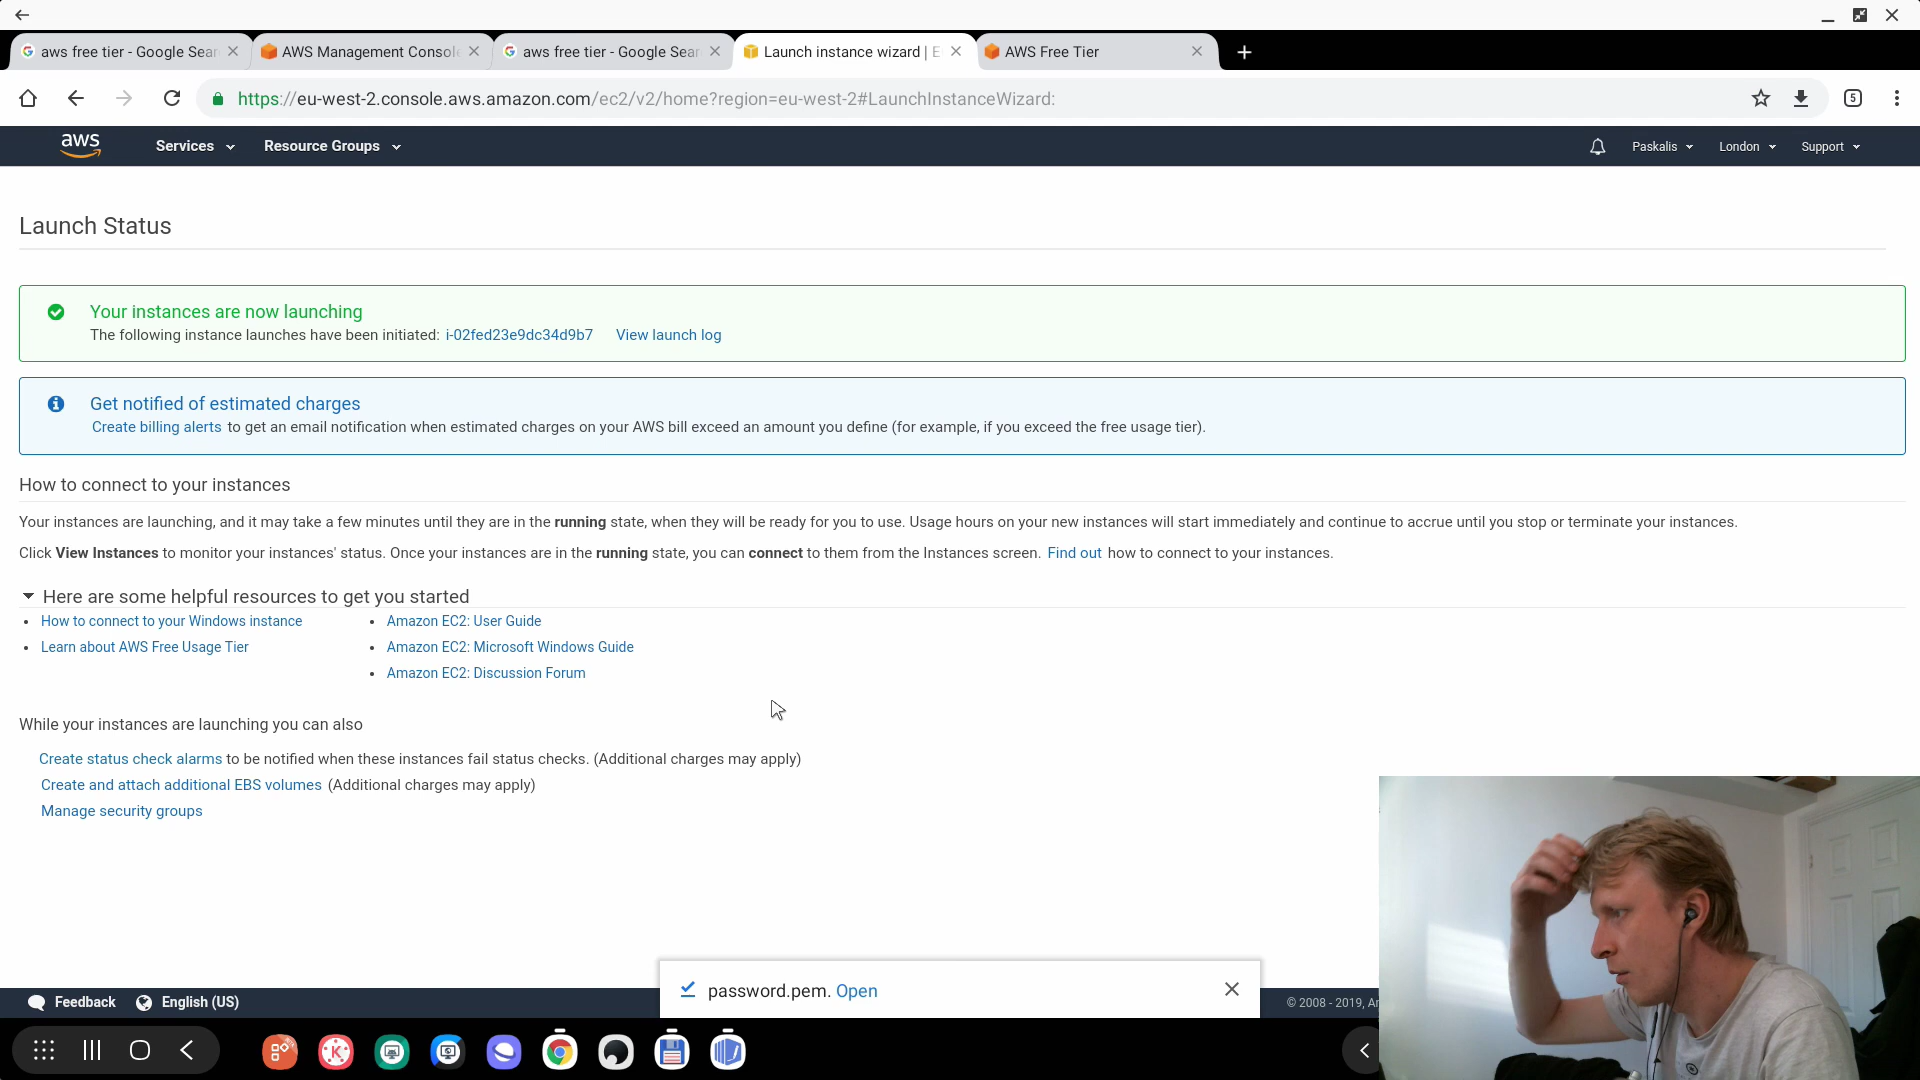 aws free tier - Google Sear
AWS Management Console
aws free tier - Google Sear
Launch instance wizard | E
AWS Free Tier
https://eu-west-2.console.aws.amazon.com/ec2/v2/home?region=eu-west-2#LaunchInstanceWizard:
5
aws
Services
Resource Groups
Paskalis
London
Support
Launch Status
Your instances are now launching
The following instance launches have been initiated: i-02fed23e9dc34d9b7 View launch log
Get notified of estimated charges
Create billing alerts to get an email notification when estimated charges on your AWS bill exceed an amount you define (for example, if you exceed the free usage tier).
How to connect to your instances
Your instances are launching, and it may take a few minutes until they are in the running state, when they will be ready for you to use. Usage hours on your new instances will start immediately and continue to accrue until you stop or terminate your instances.
Click View Instances to monitor your instances' status. Once your instances are in the running state, you can connect to them from the Instances screen. Find out how to connect to your instances.
Here are some helpful resources to get you started
• How to connect to your Windows instance
• Learn about AWS Free Usage Tier
• Amazon EC2: User Guide
• Amazon EC2: Microsoft Windows Guide
• Amazon EC2: Discussion Forum
While your instances are launching you can also
Create status check alarms to be notified when these instances fail status checks. (Additional charges may apply)
Create and attach additional EBS volumes (Additional charges may apply)
Manage security groups
password.pem. Open
Feedback
English (US)
© 2008 - 2019, Am
K